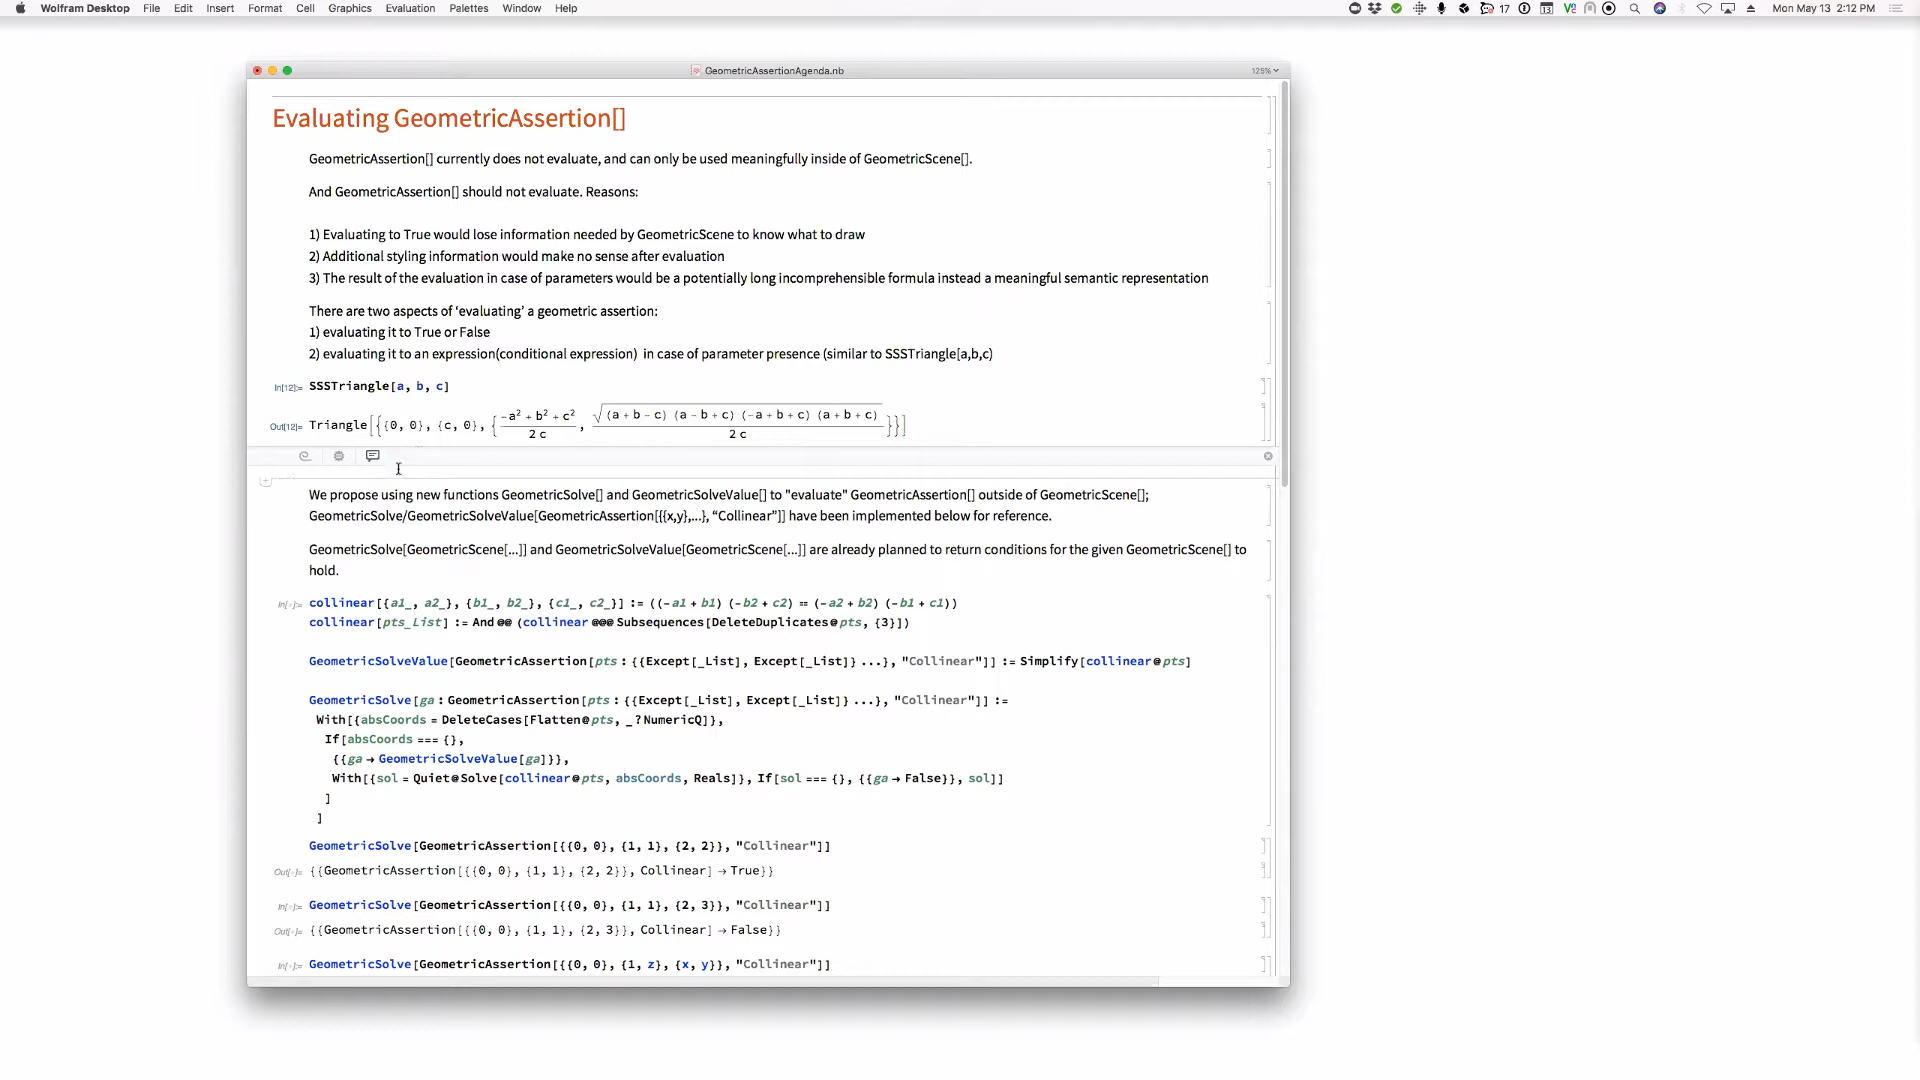 Wolfram Desktop File Edit Insert Format Cell Graphics Evaluation Palettes Window Help 17 13 Mon May 13 2:12 PM
GeometricAssertionAgenda.nb 125%
Evaluating GeometricAssertion[]
GeometricAssertion[] currently does not evaluate, and can only be used meaningfully inside of GeometricScene[].
And GeometricAssertion[] should not evaluate. Reasons:
1) Evaluating to True would lose information needed by GeometricScene to know what to draw
2) Additional styling information would make no sense after evaluation
3) The result of the evaluation in case of parameters would be a potentially long incomprehensible formula instead a meaningful semantic representation
There are two aspects of ‘evaluating’ a geometric assertion:
1) evaluating it to True or False
2) evaluating it to an expression(conditional expression)  in case of parameter presence (similar to SSSTriangle[a,b,c)
In[12]:= SSSTriangle[a, b, c]
Out[12]= Triangle[{{0, 0}, {c, 0}, {(-a² + b² + c²)/(2 c), √((a + b - c) (a - b + c) (-a + b + c) (a + b + c))/(2 c)}}]
We propose using new functions GeometricSolve[] and GeometricSolveValue[] to "evaluate" GeometricAssertion[] outside of GeometricScene[];
GeometricSolve/GeometricSolveValue[GeometricAssertion[{{x,y},...}, “Collinear”]] have been implemented below for reference.
GeometricSolve[GeometricScene[...]] and GeometricSolveValue[GeometricScene[...]] are already planned to return conditions for the given GeometricScene[] to
hold.
In[◦]:= collinear[{a1_, a2_}, {b1_, b2_}, {c1_, c2_}] := ((-a1 + b1) (-b2 + c2) == (-a2 + b2) (-b1 + c1))
collinear[pts_List] := And @@ (collinear @@@ Subsequences[DeleteDuplicates@pts, {3}])
GeometricSolveValue[GeometricAssertion[pts : {{Except[_List], Except[_List]} ...}, "Collinear"]] := Simplify[collinear@pts]
GeometricSolve[ga : GeometricAssertion[pts : {{Except[_List], Except[_List]} ...}, "Collinear"]] :=
With[{absCoords = DeleteCases[Flatten@pts, _?NumericQ]},
If[absCoords === {},
{{ga → GeometricSolveValue[ga]}},
With[{sol = Quiet@Solve[collinear@pts, absCoords, Reals]}, If[sol === {}, {{ga → False}}, sol]]
]
]
GeometricSolve[GeometricAssertion[{{0, 0}, {1, 1}, {2, 2}}, "Collinear"]]
Out[◦]= {{GeometricAssertion[{{0, 0}, {1, 1}, {2, 2}}, Collinear] → True}}
In[◦]:= GeometricSolve[GeometricAssertion[{{0, 0}, {1, 1}, {2, 3}}, "Collinear"]]
Out[◦]= {{GeometricAssertion[{{0, 0}, {1, 1}, {2, 3}}, Collinear] → False}}
In[◦]:= GeometricSolve[GeometricAssertion[{{0, 0}, {1, z}, {x, y}}, "Collinear"]]